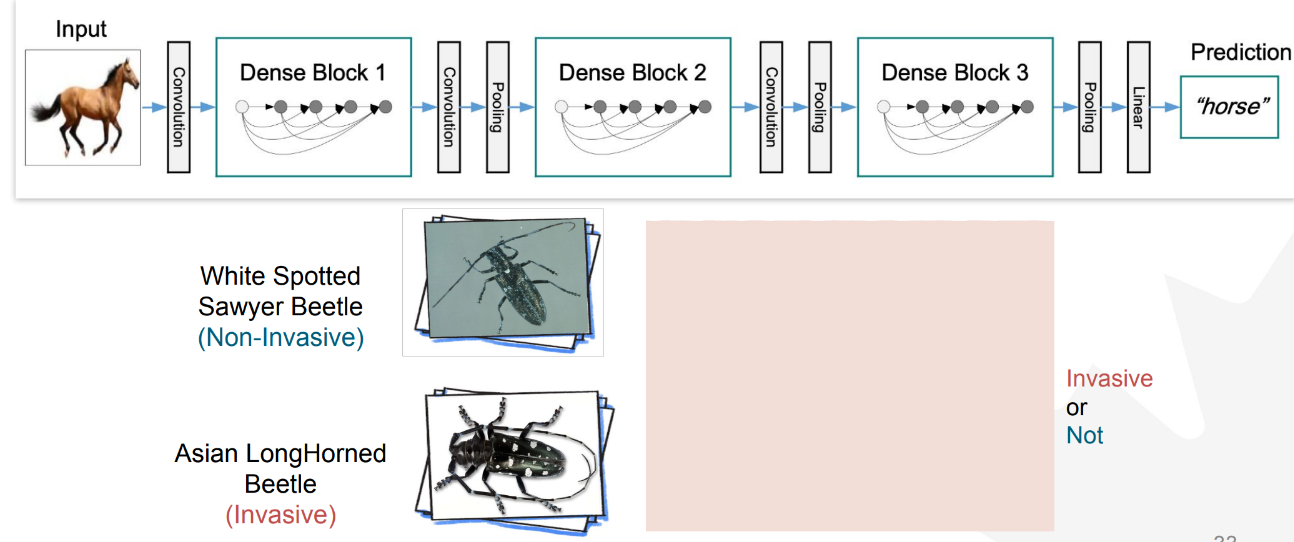 Input
Convolution
Dense Block 1
Convolution
Pooling
Dense Block 2
Convolution
Pooling
Dense Block 3
Pooling
Linear
Prediction
“horse”
White Spotted
Sawyer Beetle
(Non-Invasive)
Asian LongHorned
Beetle
(Invasive)
Invasive
or
Not